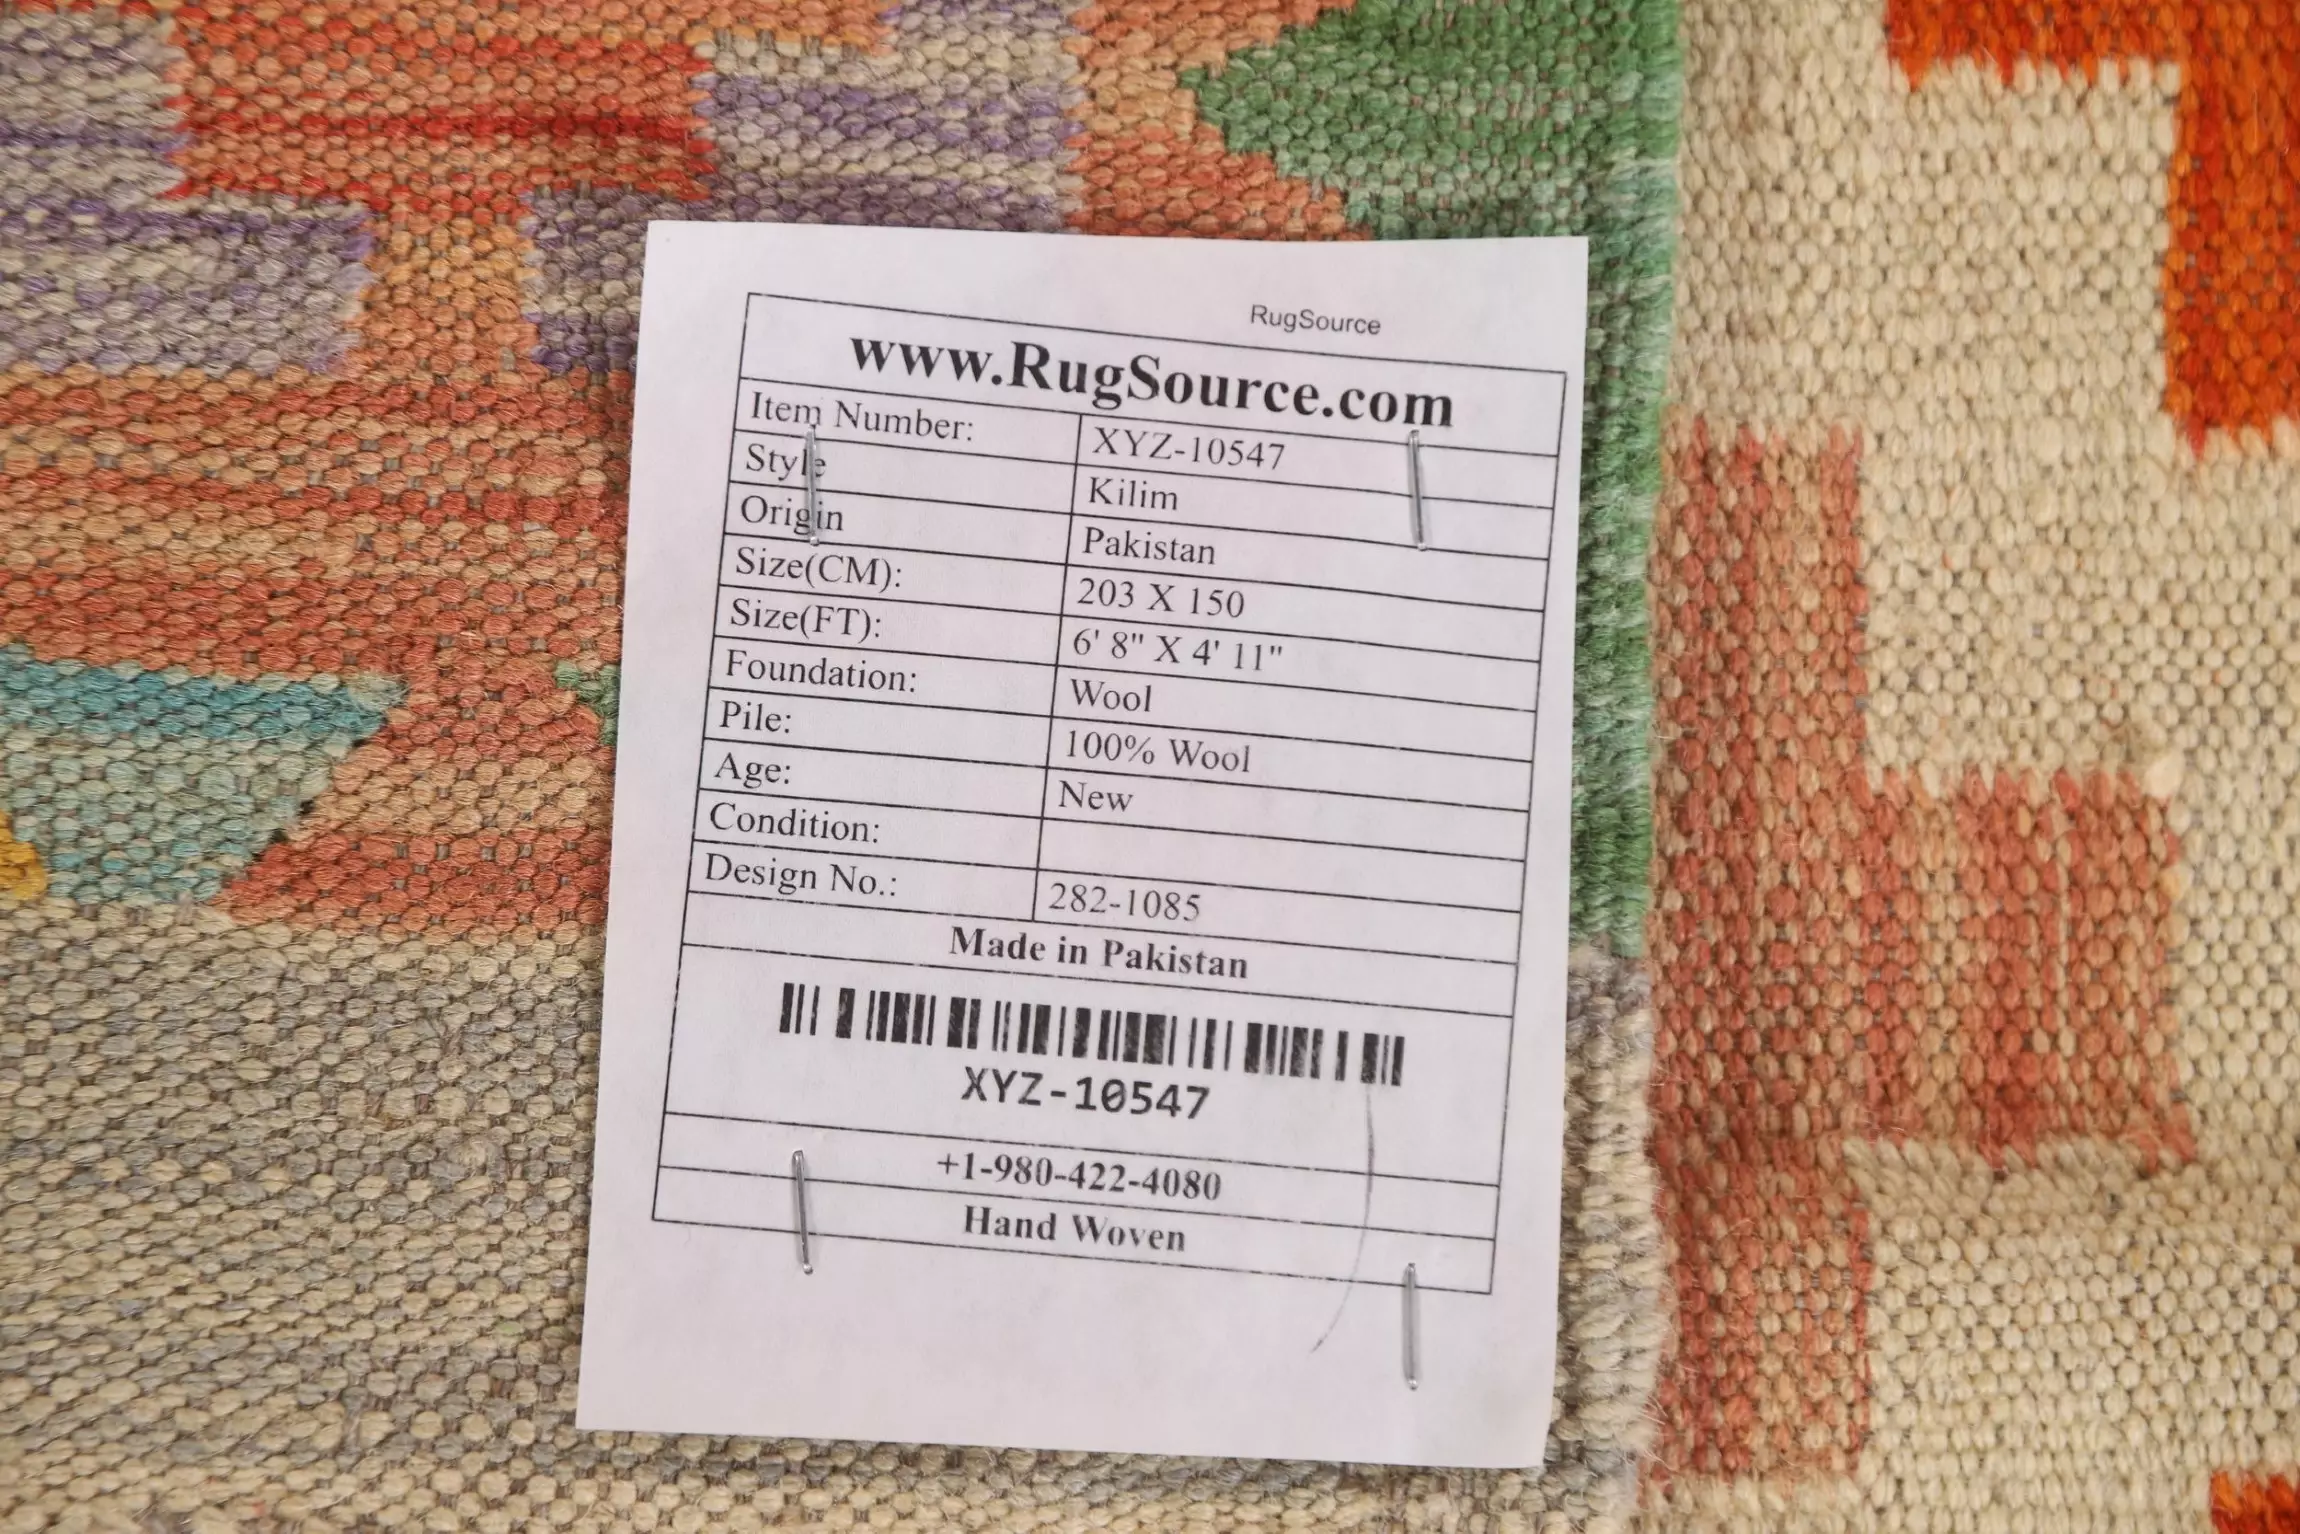 RugSource
www.RugSource.com
Item Number: XYZ-10547
Style Kilim
Origin Pakistan
Size(CM): 203 X 150
Size(FT): 6' 8" X 4' 11"
Foundation: Wool
Pile: 100% Wool
Age: New
Condition:
Design No.: 282-1085
Made in Pakistan
XYZ-10547
+1-980-422-4080
Hand Woven